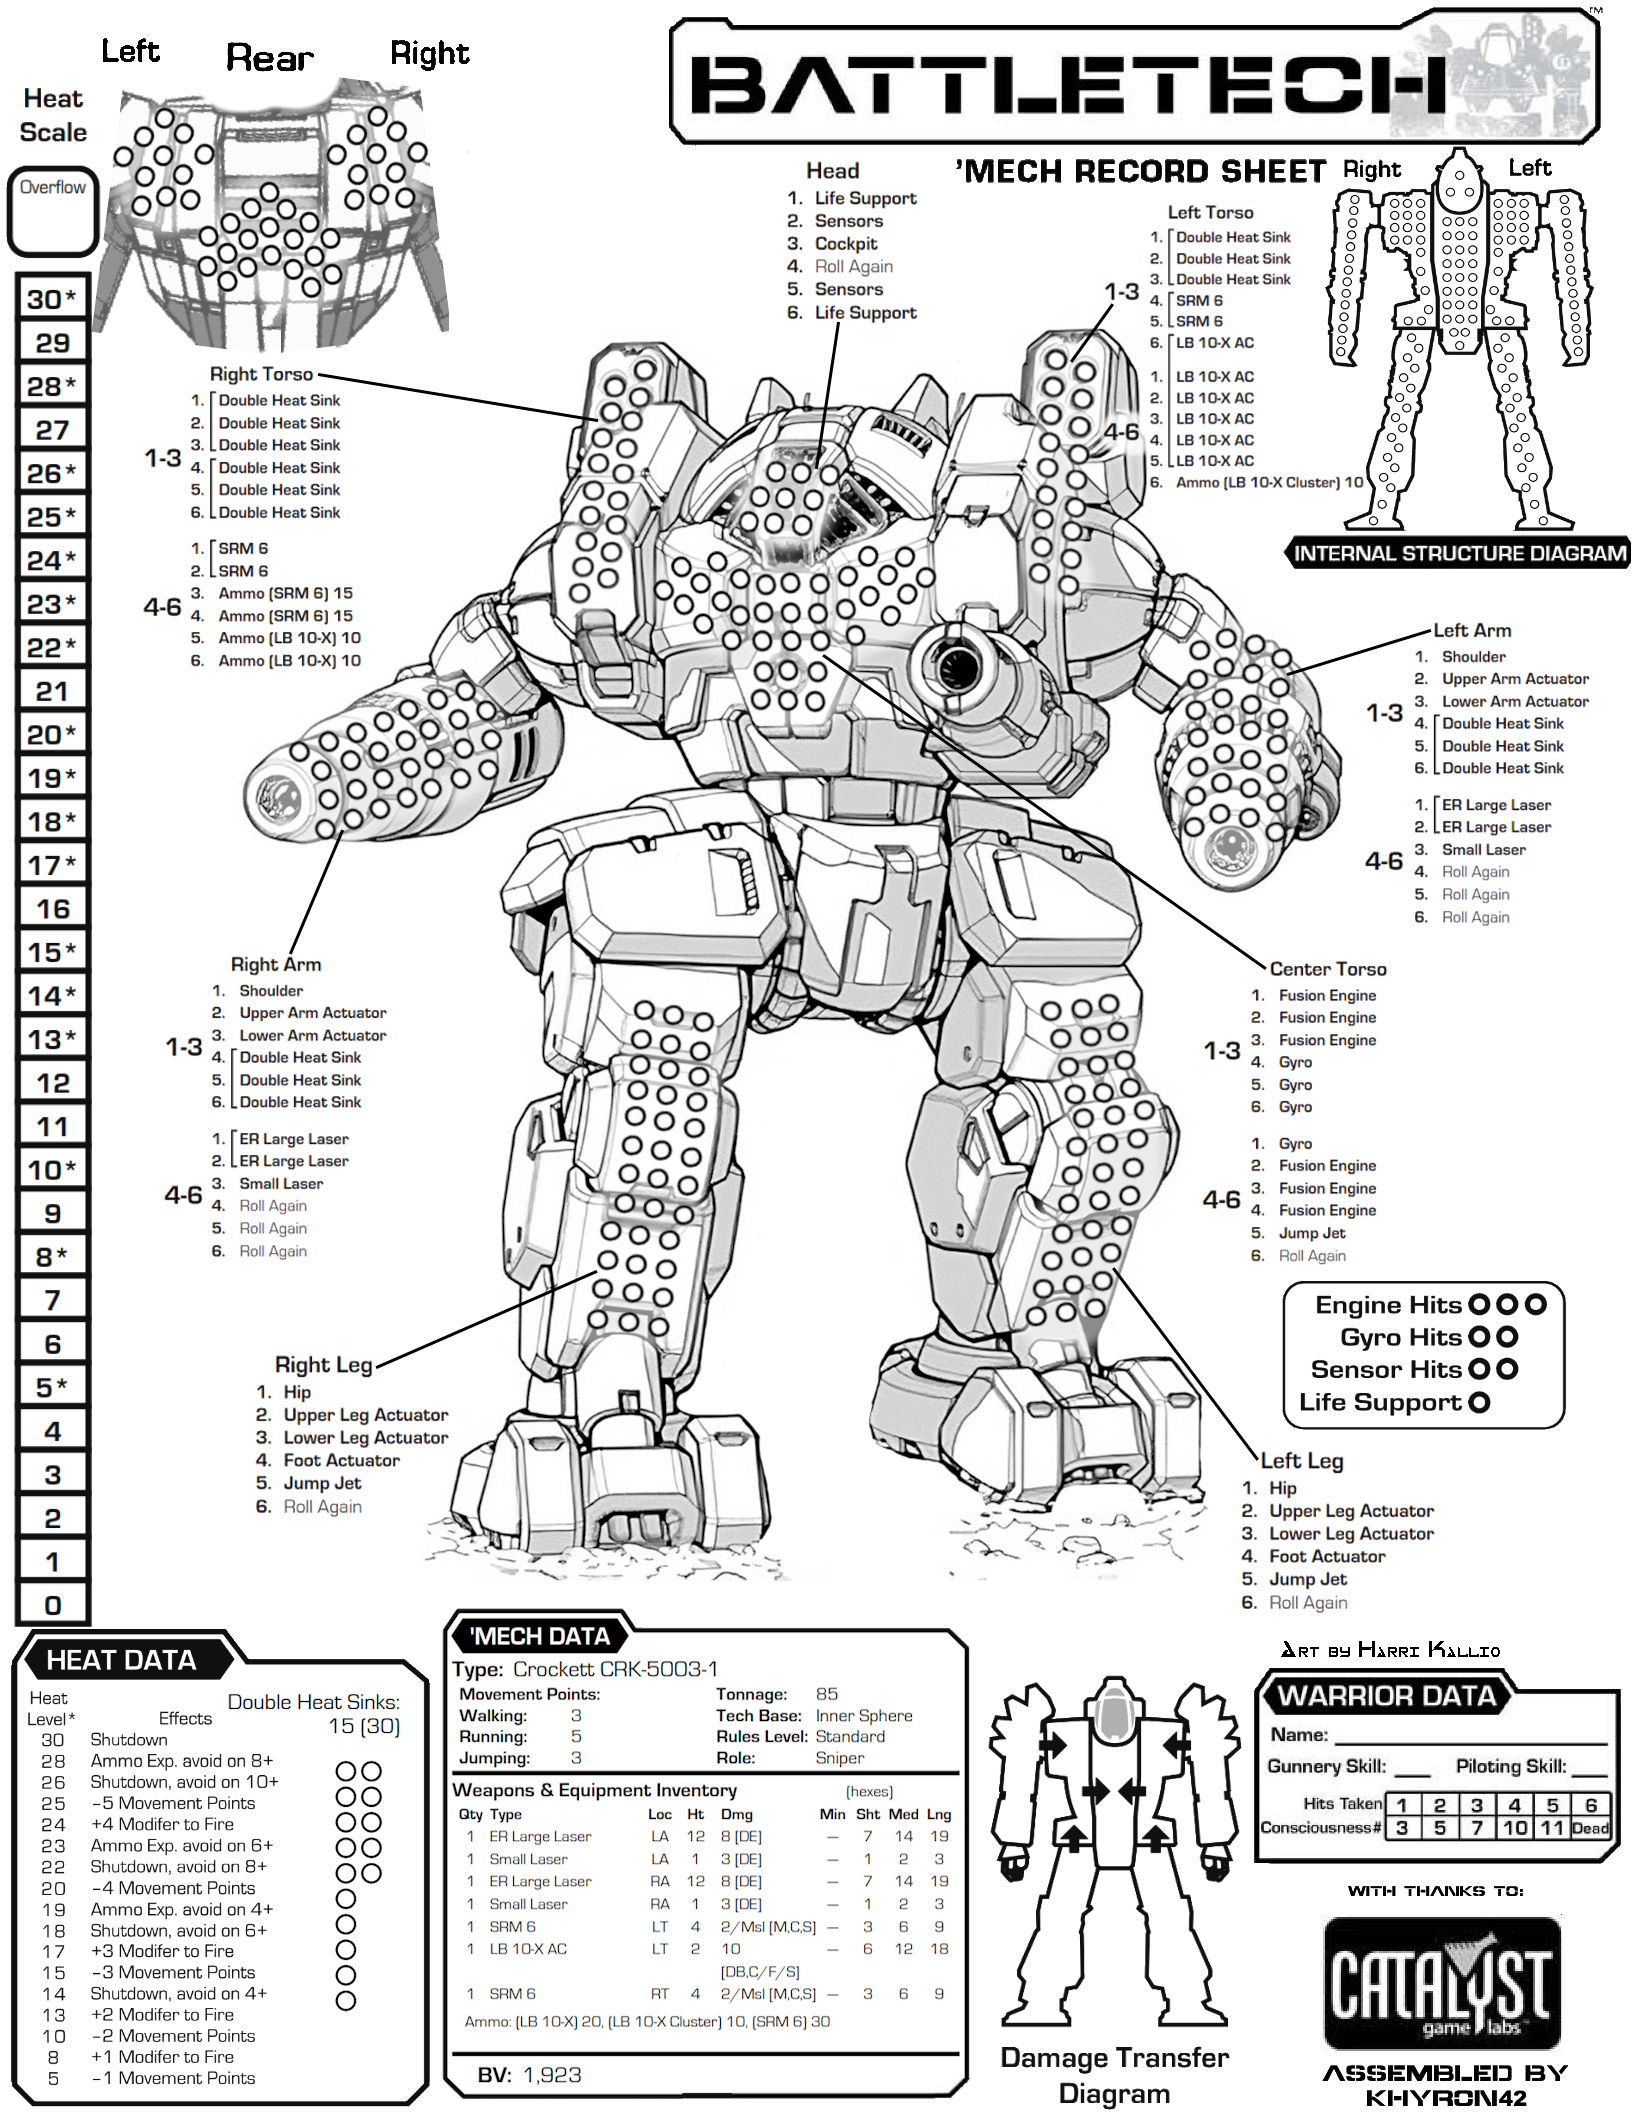 Left Rear Right
BATTLETECH
TM
'MECH RECORD SHEET
Heat
Scale
Overflow
30*
29
28*
27
26*
25*
24*
23*
22*
21
20*
19*
18*
17*
16
15*
14*
13*
12
11
10*
9
8*
7
6
5*
4
3
2
1
0
Head
1. Life Support
2. Sensors
3. Cockpit
4. Roll Again
5. Sensors
6. Life Support
Left Torso
1-3
1. Double Heat Sink
2. Double Heat Sink
3. Double Heat Sink
4. SRM 6
5. SRM 6
6. LB 10-X AC
4-6
1. LB 10-X AC
2. LB 10-X AC
3. LB 10-X AC
4. LB 10-X AC
5. LB 10-X AC
6. Ammo (LB 10-X Cluster) 10
Right Left
INTERNAL STRUCTURE DIAGRAM
Right Torso
1-3
1. Double Heat Sink
2. Double Heat Sink
3. Double Heat Sink
4. Double Heat Sink
5. Double Heat Sink
6. Double Heat Sink
4-6
1. SRM 6
2. SRM 6
3. Ammo (SRM 6) 15
4. Ammo (SRM 6) 15
5. Ammo (LB 10-X) 10
6. Ammo (LB 10-X) 10
Left Arm
1-3
1. Shoulder
2. Upper Arm Actuator
3. Lower Arm Actuator
4. Double Heat Sink
5. Double Heat Sink
6. Double Heat Sink
4-6
1. ER Large Laser
2. ER Large Laser
3. Small Laser
4. Roll Again
5. Roll Again
6. Roll Again
Right Arm
1-3
1. Shoulder
2. Upper Arm Actuator
3. Lower Arm Actuator
4. Double Heat Sink
5. Double Heat Sink
6. Double Heat Sink
4-6
1. ER Large Laser
2. ER Large Laser
3. Small Laser
4. Roll Again
5. Roll Again
6. Roll Again
Center Torso
1-3
1. Fusion Engine
2. Fusion Engine
3. Fusion Engine
4. Gyro
5. Gyro
6. Gyro
4-6
1. Gyro
2. Fusion Engine
3. Fusion Engine
4. Fusion Engine
5. Jump Jet
6. Roll Again
Engine Hits
Gyro Hits
Sensor Hits
Life Support
Right Leg
1. Hip
2. Upper Leg Actuator
3. Lower Leg Actuator
4. Foot Actuator
5. Jump Jet
6. Roll Again
Left Leg
1. Hip
2. Upper Leg Actuator
3. Lower Leg Actuator
4. Foot Actuator
5. Jump Jet
6. Roll Again
HEAT DATA
Heat
Level* Effects
Double Heat Sinks:
15 (30)
30 Shutdown
28 Ammo Exp. avoid on 8+
26 Shutdown, avoid on 10+
25 -5 Movement Points
24 +4 Modifer to Fire
23 Ammo Exp. avoid on 6+
22 Shutdown, avoid on 8+
20 -4 Movement Points
19 Ammo Exp. avoid on 4+
18 Shutdown, avoid on 6+
17 +3 Modifer to Fire
15 -3 Movement Points
14 Shutdown, avoid on 4+
13 +2 Modifer to Fire
10 -2 Movement Points
8 +1 Modifer to Fire
5 -1 Movement Points
'MECH DATA
Type: Crockett CRK-5003-1
Movement Points: Tonnage: 85
Walking: 3 Tech Base: Inner Sphere
Running: 5 Rules Level: Standard
Jumping: 3 Role: Sniper
Weapons & Equipment Inventory (hexes)
Qty Type Loc Ht Dmg Min Sht Med Lng
1 ER Large Laser LA 12 8 [DE] — 7 14 19
1 Small Laser LA 1 3 [DE] — 1 2 3
1 ER Large Laser RA 12 8 [DE] — 7 14 19
1 Small Laser RA 1 3 [DE] — 1 2 3
1 SRM 6 LT 4 2/Msl [M,C,S] — 3 6 9
1 LB 10-X AC LT 2 10 — 6 12 18
[DB,C/F/S]
1 SRM 6 RT 4 2/Msl [M,C,S] — 3 6 9
Ammo: (LB 10-X) 20, (LB 10-X Cluster) 10, (SRM 6) 30
BV: 1,923
Damage Transfer
Diagram
Art by Harri Kallio
WARRIOR DATA
Name:
Gunnery Skill: Piloting Skill:
Hits Taken 1 2 3 4 5 6
Consciousness# 3 5 7 10 11 Dead
WITH THANKS TO:
CATALYST
game labs
ASSEMBLED BY
KHYRON42